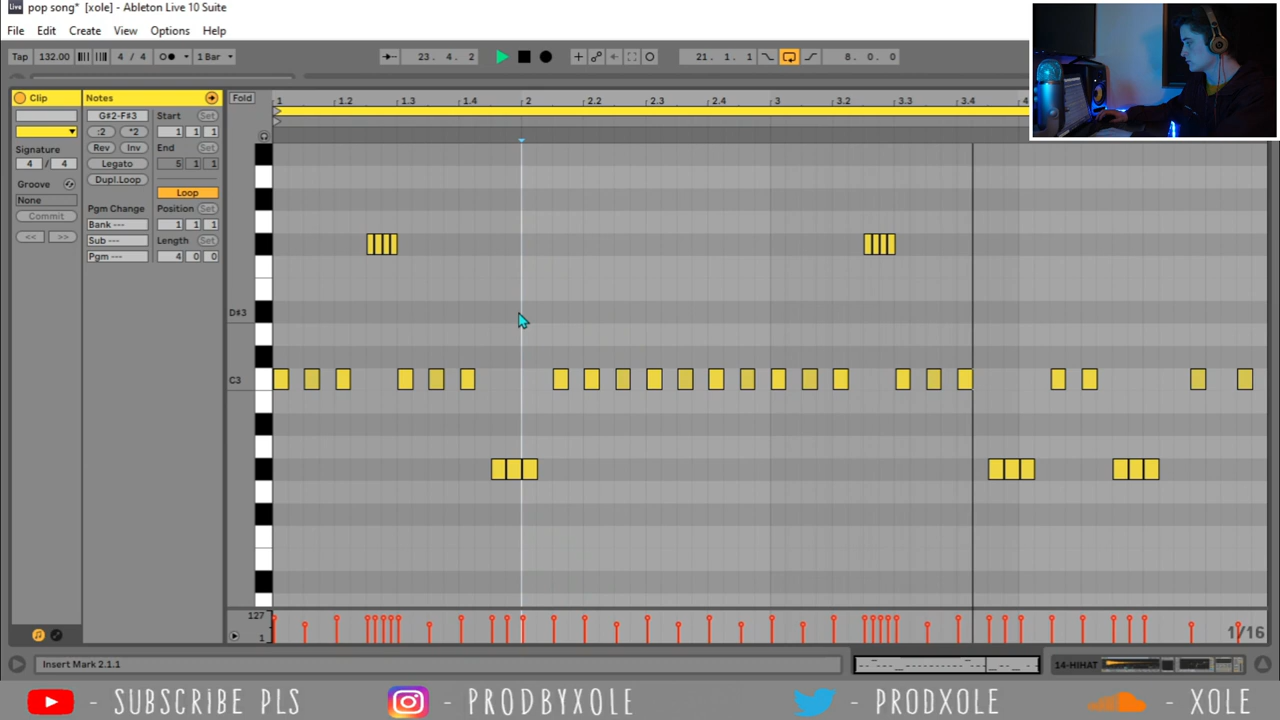 Live pop song* [xole] - Ableton Live 10 Suite
File Edit Create View Options Help
Tap 132.00 4 / 4 1 Bar 23. 4. 2 21. 1. 1 8. 0. 0
Clip Notes Fold 1 1.2 1.3 1.4 2 2.2 2.3 2.4 3 3.2 3.3 3.4 4
G#2-F#3 Start Set
:2 *2 1 1 1
Signature Rev Inv End Set
4 / 4 Legato 5 1 1
Groove Dupl.Loop
None Loop
Commit Pgm Change Position Set
<< >> Bank --- 1 1 1
Sub --- Length Set
Pgm --- 4 0 0
D#3
C3
127
1 1/16
Insert Mark 2.1.1 14-HIHAT
- SUBSCRIBE PLS - PRODBYXOLE - PRODXOLE - XOLE